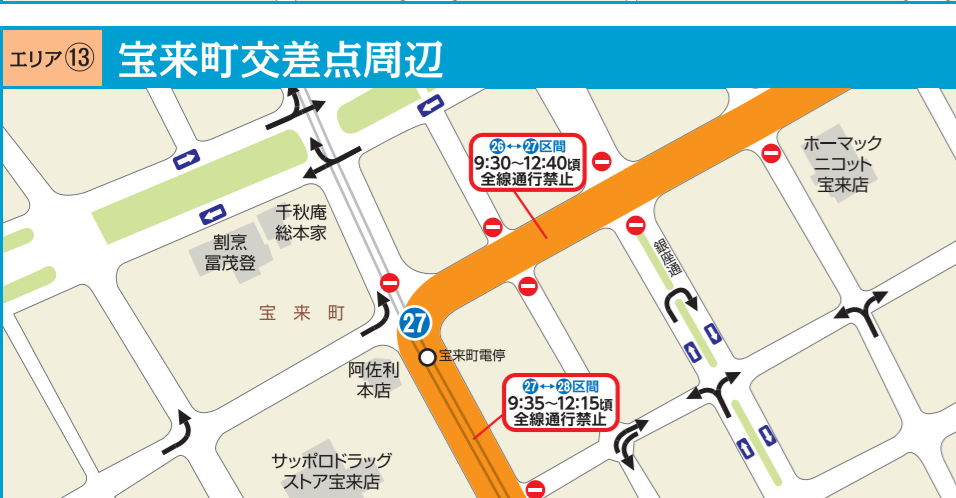 エリア⑬
宝来町交差点周辺
㉖↔㉗区間
9:30～12:40頃
全線通行禁止
ホーマック
ニコット
宝来店
千秋庵
総本家
割烹
冨茂登
銀座通
宝来町
27
宝来町電停
阿佐利
本店
㉗↔㉘区間
9:35～12:15頃
全線通行禁止
サッポロドラッグ
ストア宝来店